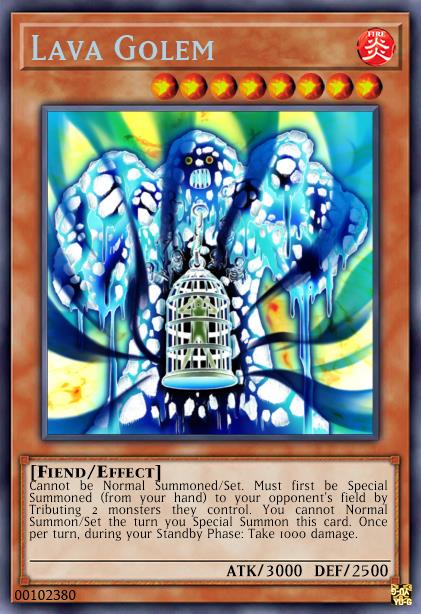 Lava Golem
FIRE
炎
[Fiend/Effect]
Cannot be Normal Summoned/Set. Must first be Special
Summoned (from your hand) to your opponent's field by
Tributing 2 monsters they control. You cannot Normal
Summon/Set the turn you Special Summon this card. Once
per turn, during your Standby Phase: Take 1000 damage.
ATK/3000 DEF/2500
00102380